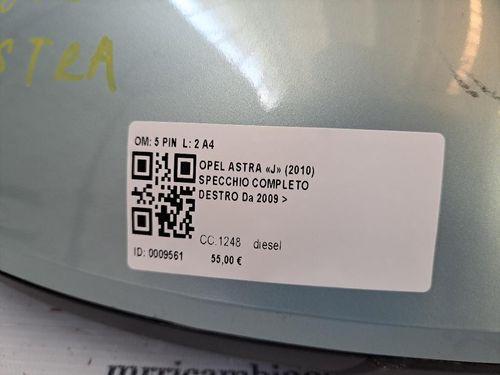 STRA
OM: 5 PIN L: 2 A4
OPEL ASTRA «J» (2010)
SPECCHIO COMPLETO
DESTRO Da 2009 >
CC.1248 diesel
ID: 0009561
55,00 €